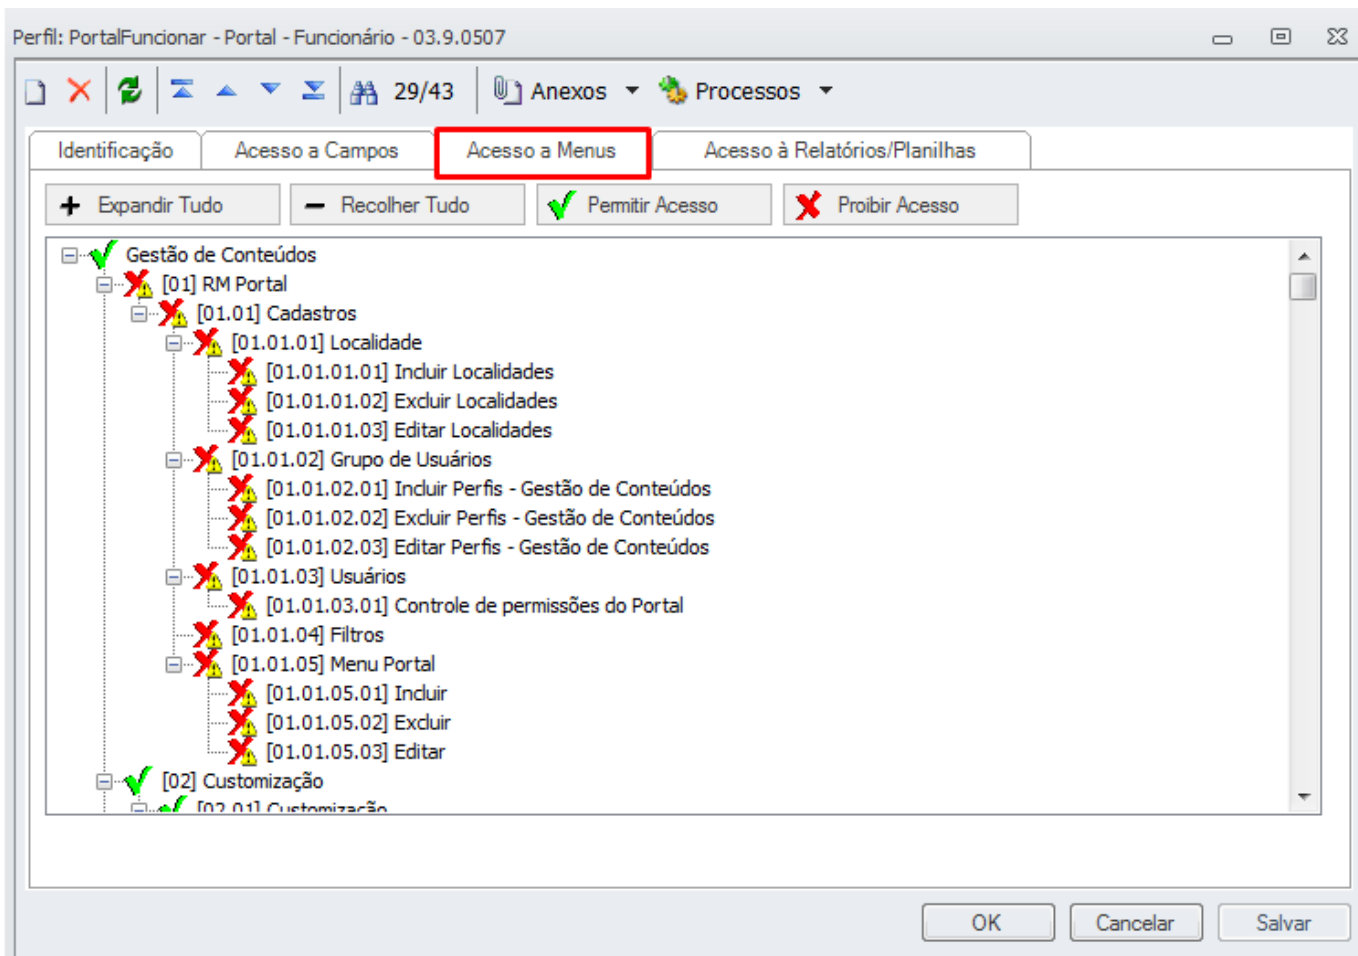 Perfil: PortalFuncionar - Portal - Funcionário - 03.9.0507
29/43 Anexos Processos
Identificação Acesso a Campos Acesso a Menus Acesso à Relatórios/Planilhas
Expandir Tudo Recolher Tudo Permitir Acesso Proibir Acesso
Gestão de Conteúdos
[01] RM Portal
[01.01] Cadastros
[01.01.01] Localidade
[01.01.01.01] Incluir Localidades
[01.01.01.02] Excluir Localidades
[01.01.01.03] Editar Localidades
[01.01.02] Grupo de Usuários
[01.01.02.01] Incluir Perfis - Gestão de Conteúdos
[01.01.02.02] Excluir Perfis - Gestão de Conteúdos
[01.01.02.03] Editar Perfis - Gestão de Conteúdos
[01.01.03] Usuários
[01.01.03.01] Controle de permissões do Portal
[01.01.04] Filtros
[01.01.05] Menu Portal
[01.01.05.01] Incluir
[01.01.05.02] Excluir
[01.01.05.03] Editar
[02] Customização
[02.01] Customização
OK Cancelar Salvar